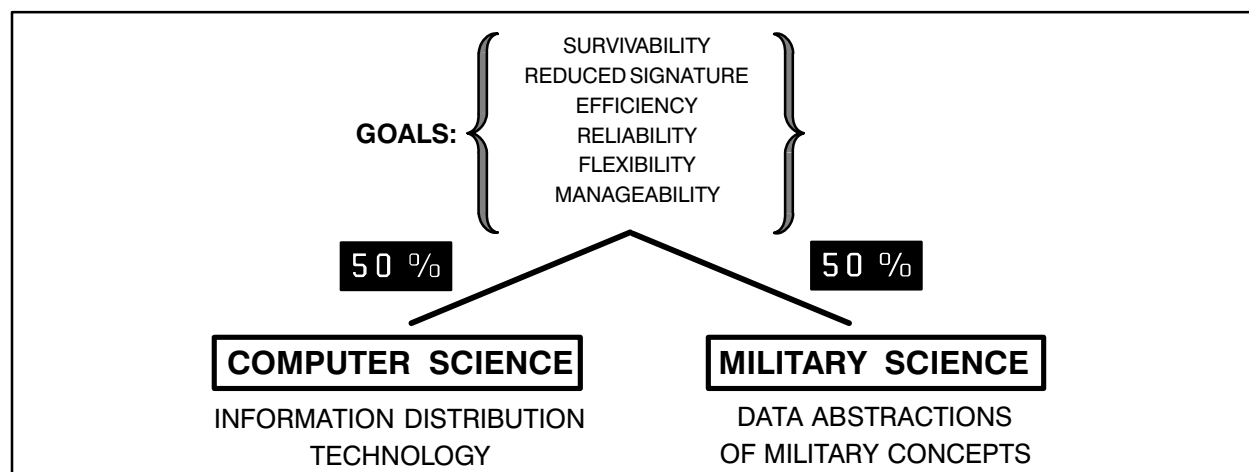 SURVIVABILITY
REDUCED SIGNATURE
EFFICIENCY
GOALS: RELIABILITY
FLEXIBILITY
MANAGEABILITY
50 % 50 %
COMPUTER SCIENCE MILITARY SCIENCE
INFORMATION DISTRIBUTION DATA ABSTRACTIONS
TECHNOLOGY OF MILITARY CONCEPTS